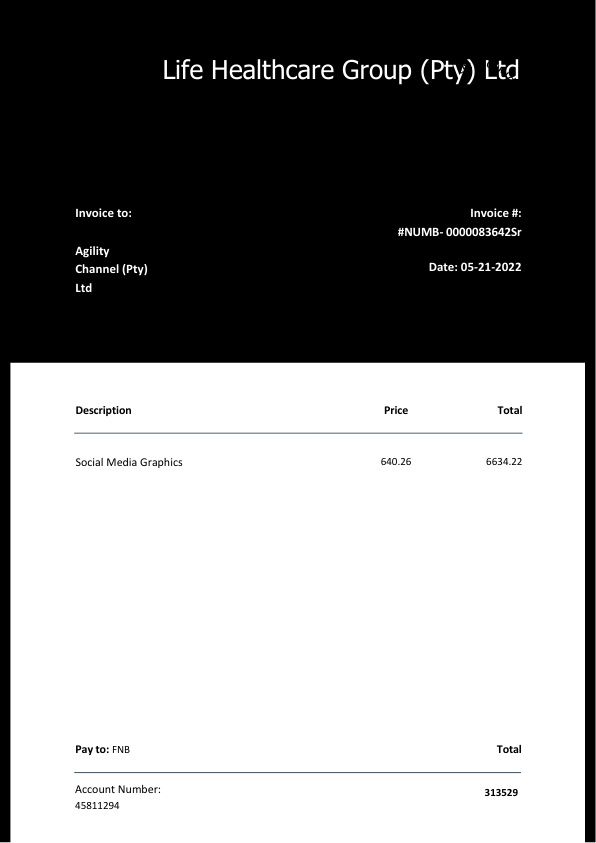 Life Healthcare Group (Pty) Ltd
Invoice to:
Agility
Channel (Pty)
Ltd
Invoice #:
#NUMB- 0000083642Sr
Date: 05-21-2022
Description Price Total
Social Media Graphics 640.26 6634.22
Pay to: FNB Total
Account Number:
45811294
313529